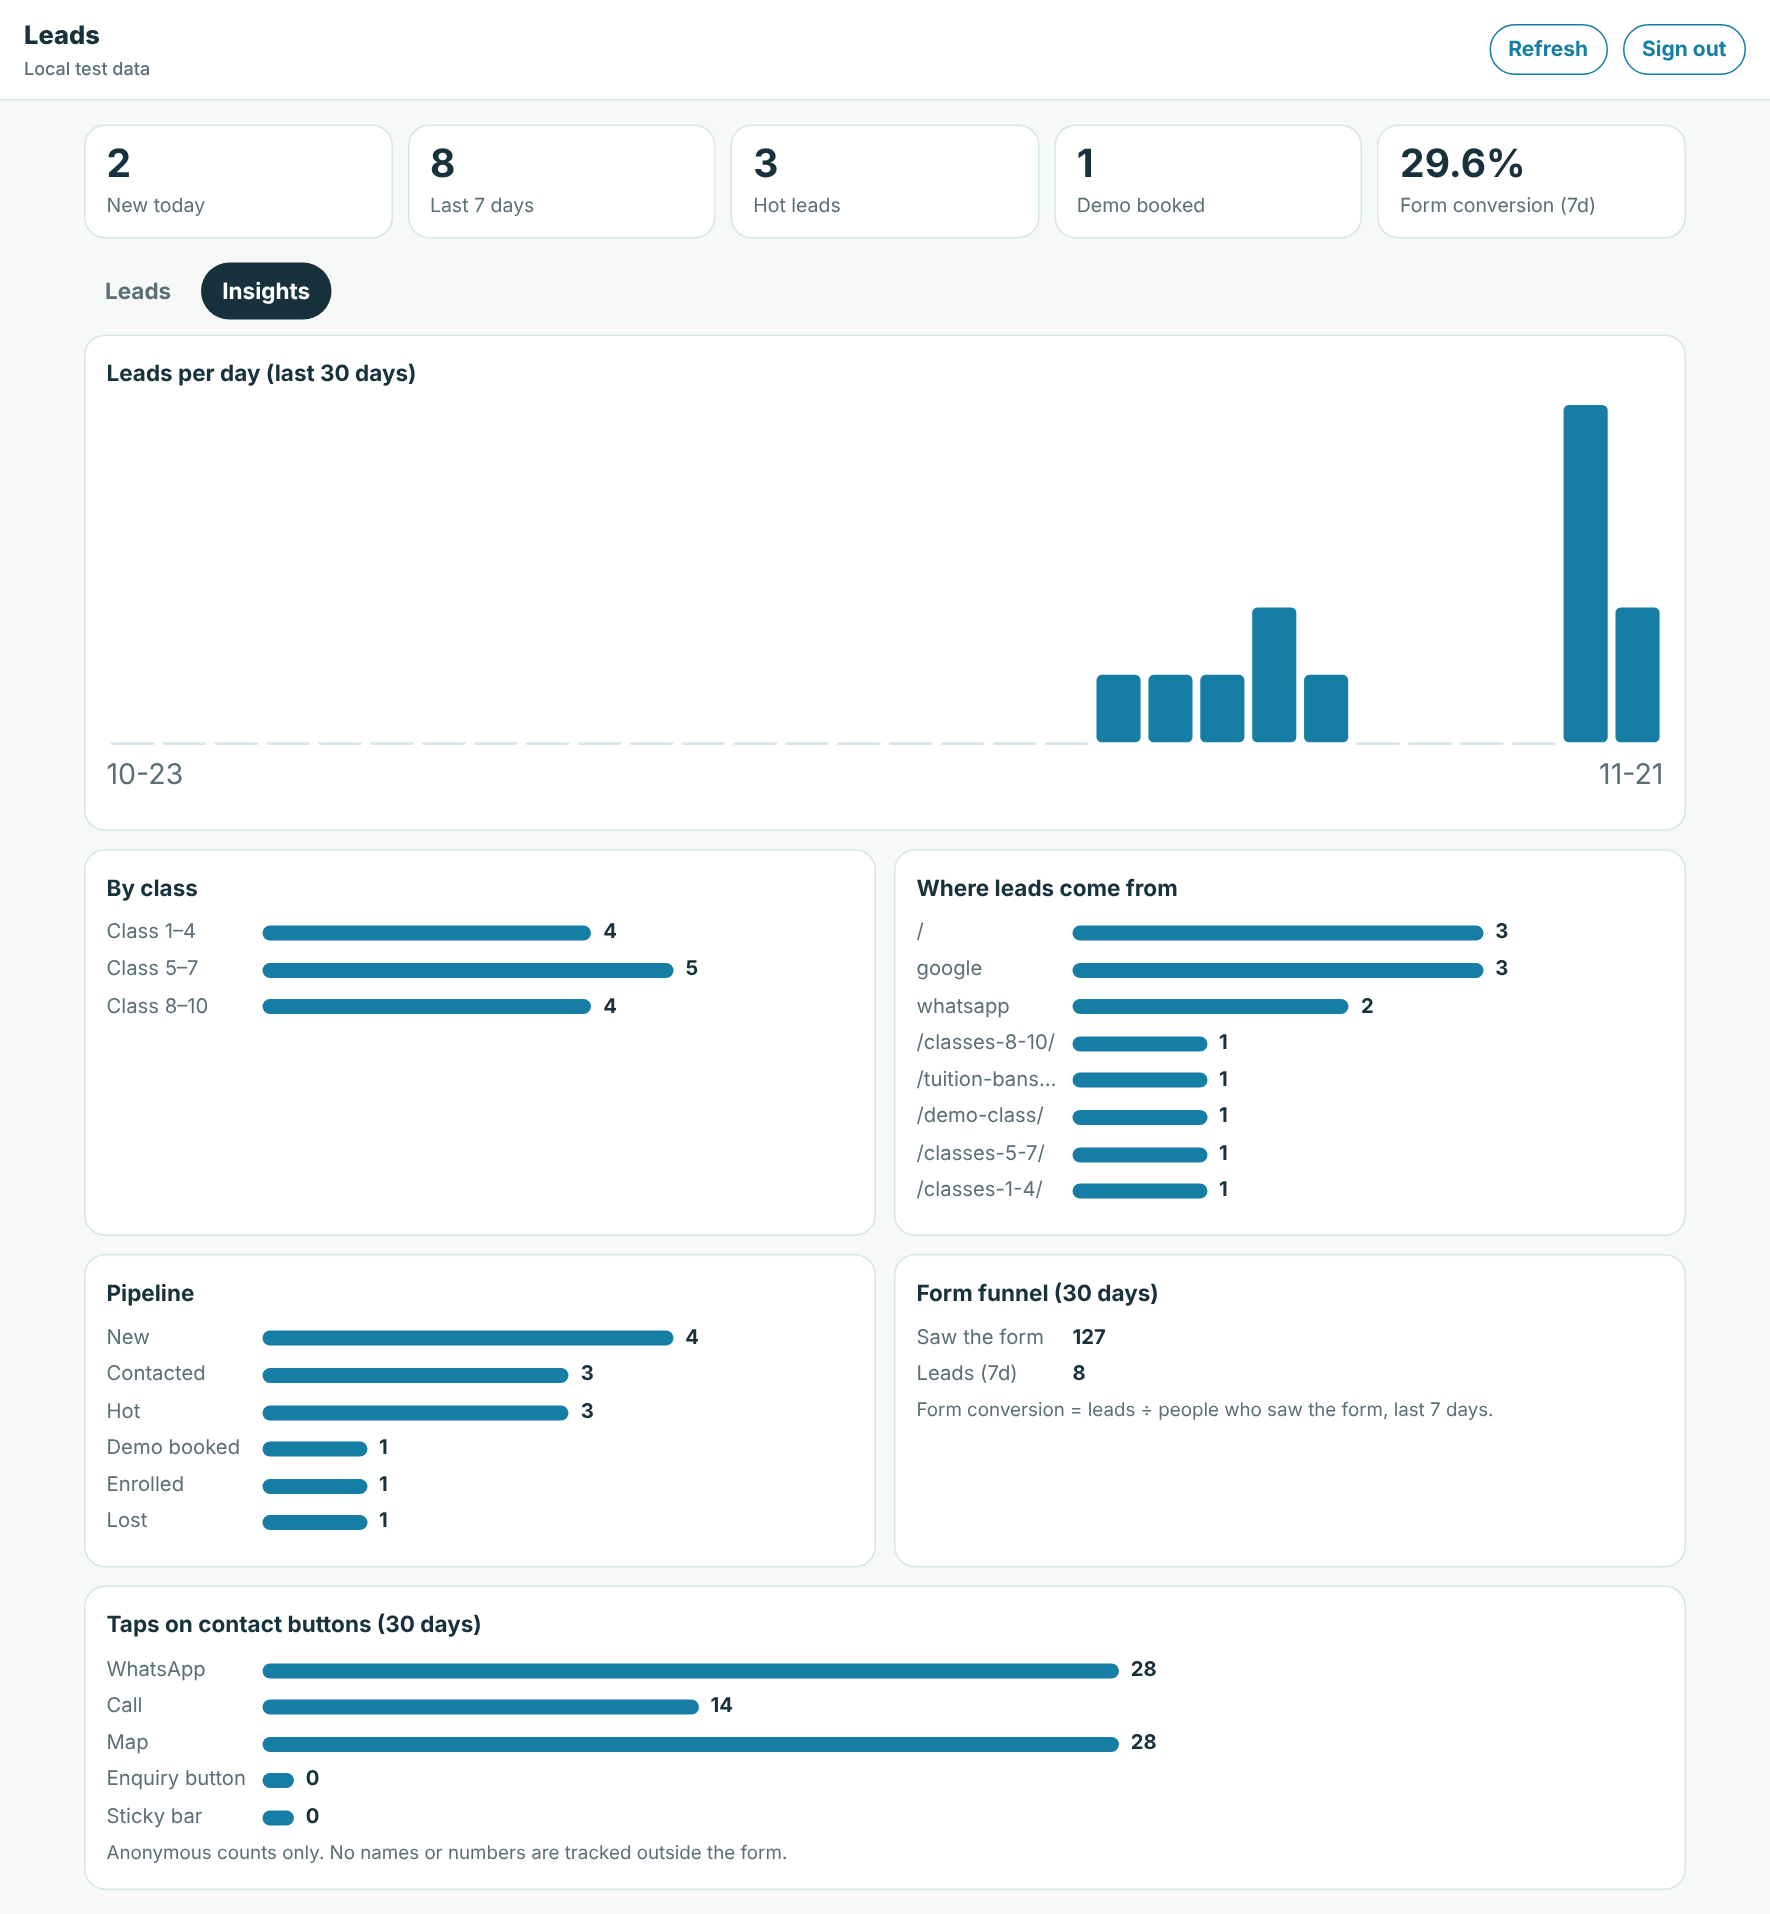 Leads
Local test data
Refresh
Sign out
2
New today
8
Last 7 days
3
Hot leads
1
Demo booked
29.6%
Form conversion (7d)
Leads
Insights
Leads per day (last 30 days)
10-23
11-21
By class
Class 1–4 4
Class 5–7 5
Class 8–10 4
Where leads come from
/ 3
google 3
whatsapp 2
/classes-8-10/ 1
/tuition-bans... 1
/demo-class/ 1
/classes-5-7/ 1
/classes-1-4/ 1
Pipeline
New 4
Contacted 3
Hot 3
Demo booked 1
Enrolled 1
Lost 1
Form funnel (30 days)
Saw the form 127
Leads (7d) 8
Form conversion = leads ÷ people who saw the form, last 7 days.
Taps on contact buttons (30 days)
WhatsApp 28
Call 14
Map 28
Enquiry button 0
Sticky bar 0
Anonymous counts only. No names or numbers are tracked outside the form.